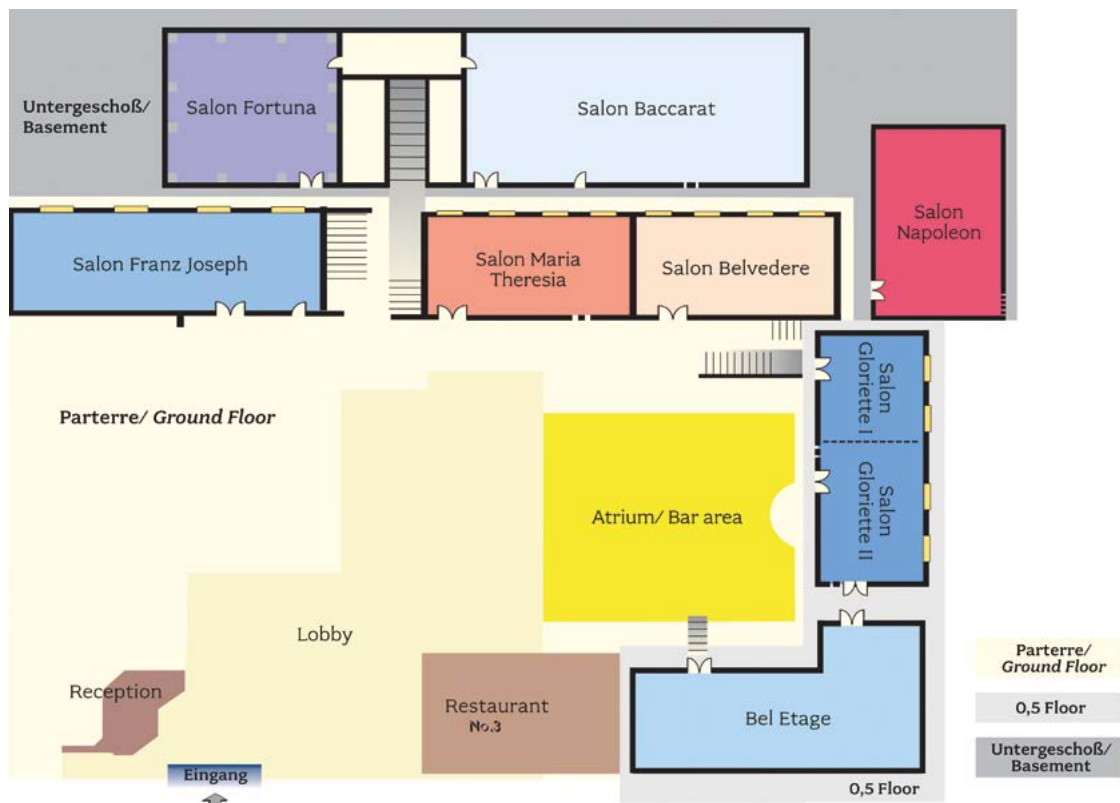 Untergeschoß/
Basement
Salon Fortuna
Salon Baccarat
Salon
Napoleon
Salon Franz Joseph
Salon Maria
Theresia
Salon Belvedere
Salon
Gloriette I
Salon
Gloriette II
Parterre/ Ground Floor
Atrium/ Bar area
Lobby
Reception
Restaurant
No.3
Bel Etage
Eingang
0,5 Floor
Parterre/
Ground Floor
0,5 Floor
Untergeschoß/
Basement